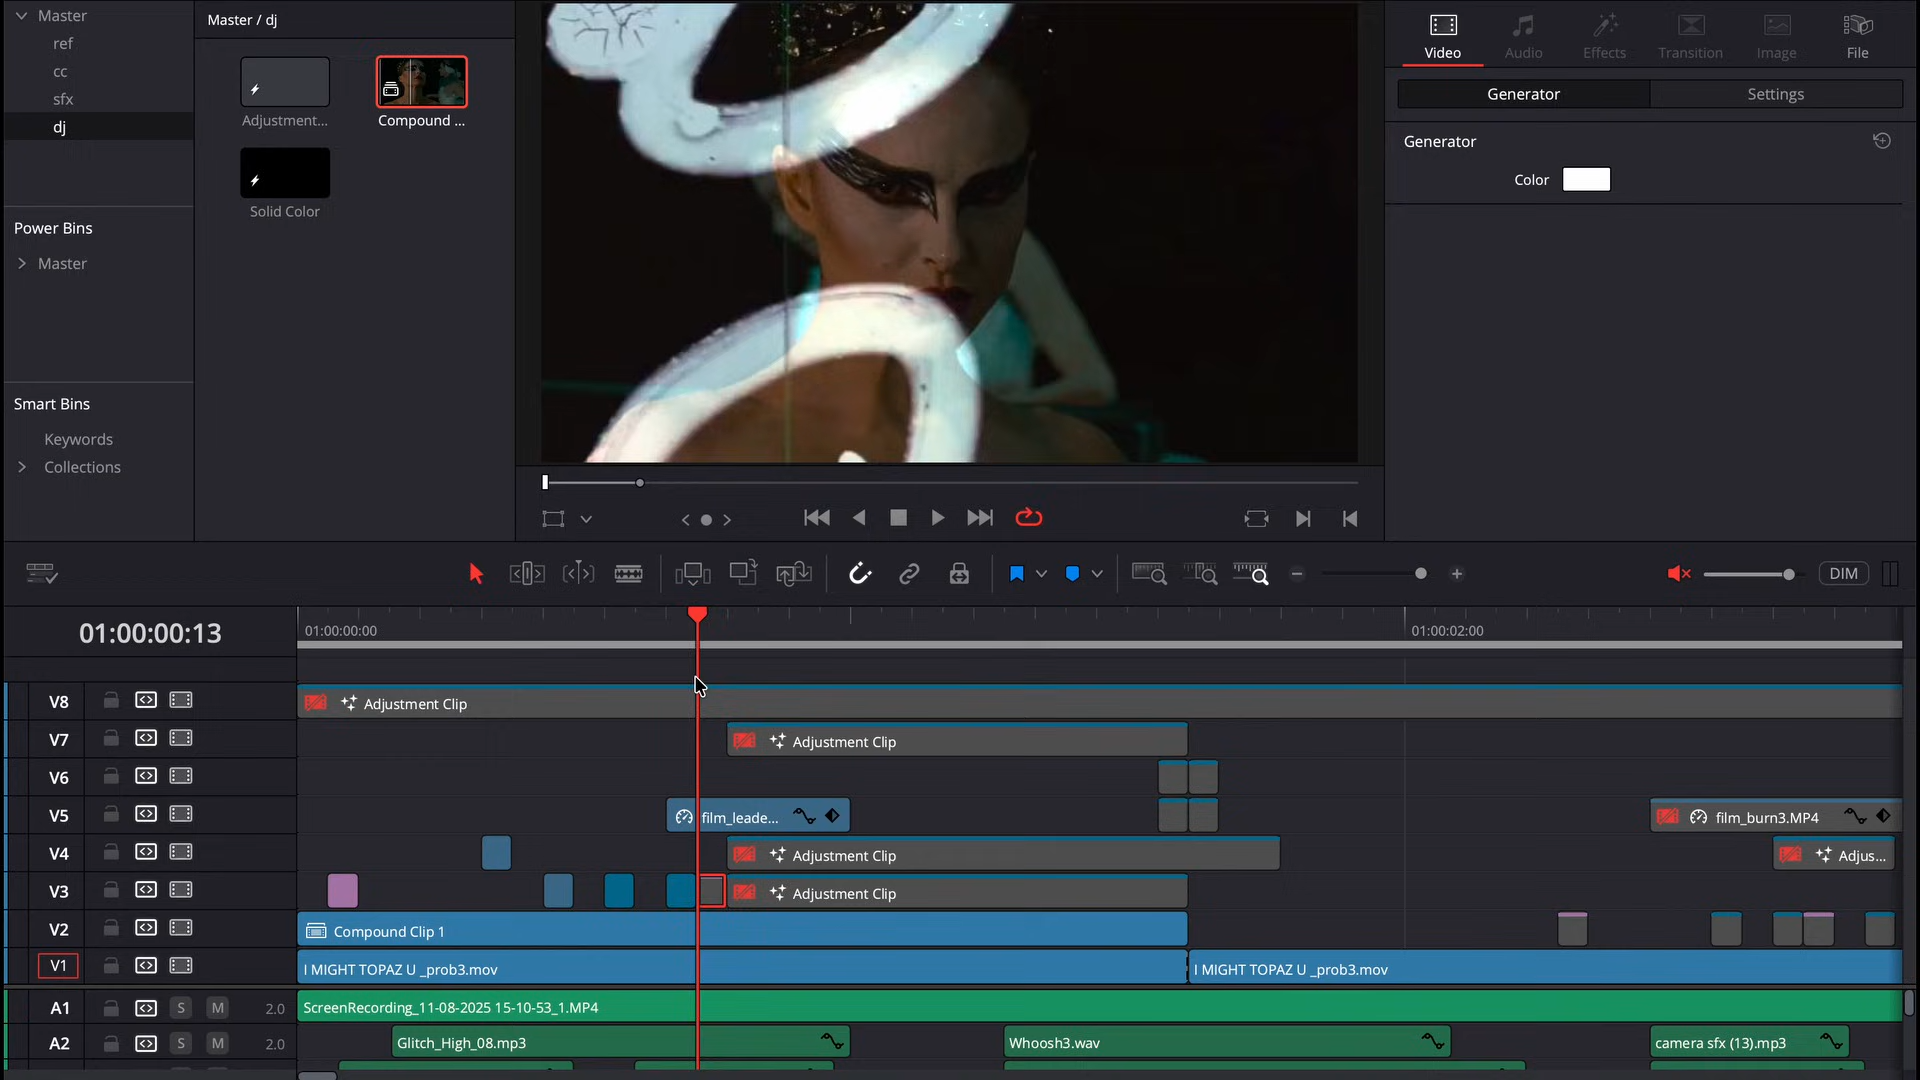 Master
ref
cc
sfx
dj
Power Bins
Master
Smart Bins
Keywords
Collections
Master / dj
Adjustment...
Compound ...
Solid Color
Video
Audio
Effects
Transition
Image
File
Generator
Settings
Generator
Color
DIM
01:00:00:13
01:00:00:00
01:00:02:00
V8
Adjustment Clip
V7
Adjustment Clip
V6
V5
film_leade...
film_burn3.MP4
V4
Adjustment Clip
Adjus...
V3
Adjustment Clip
V2
Compound Clip 1
V1
I MIGHT TOPAZ U _prob3.mov
I MIGHT TOPAZ U _prob3.mov
A1
S
M
2.0
ScreenRecording_11-08-2025 15-10-53_1.MP4
A2
S
M
2.0
Glitch_High_08.mp3
Whoosh3.wav
camera sfx (13).mp3